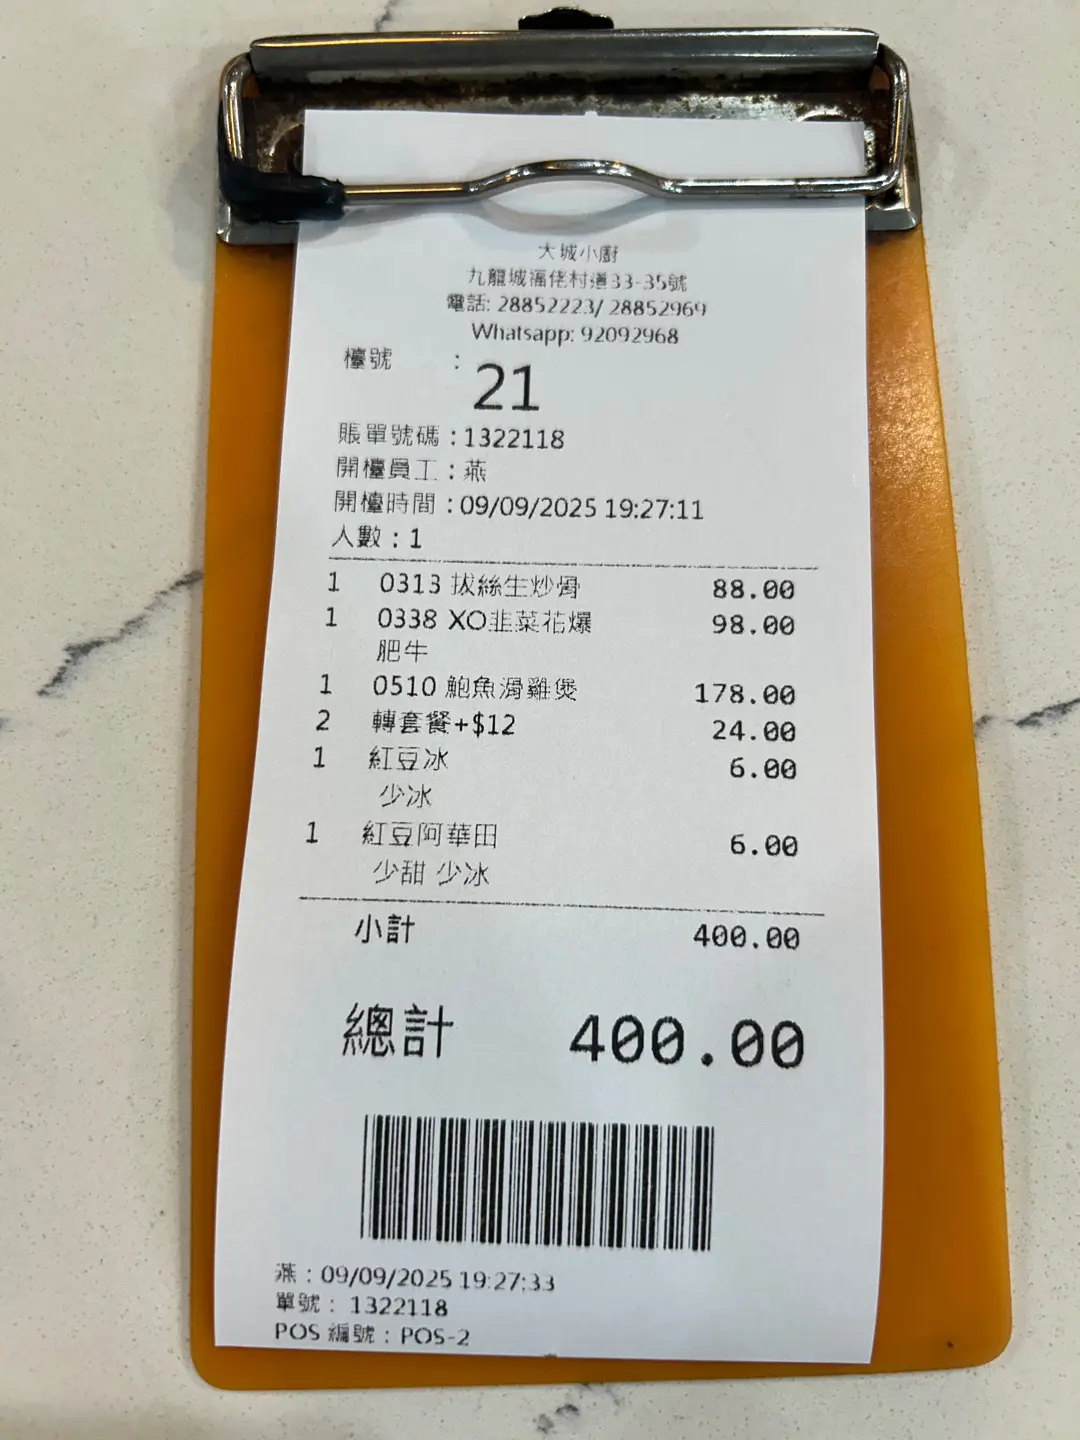 大城小廚
九龍城福佬村道33-35號
電話: 28852223/ 28852969
Whatsapp: 92092968
檯號 : 21
賬單號碼 : 1322118
開檯員工 : 燕
開檯時間 : 09/09/2025 19:27:11
人數 : 1
1 0313 拔絲生炒骨 88.00
1 0338 XO韭菜花爆 98.00
肥牛
1 0510 鮑魚滑雞煲 178.00
2 轉套餐+$12 24.00
1 紅豆冰 6.00
少冰
1 紅豆阿華田 6.00
少甜 少冰
小計 400.00
總計 400.00
燕 : 09/09/2025 19:27:33
單號 : 1322118
POS 編號 : POS-2